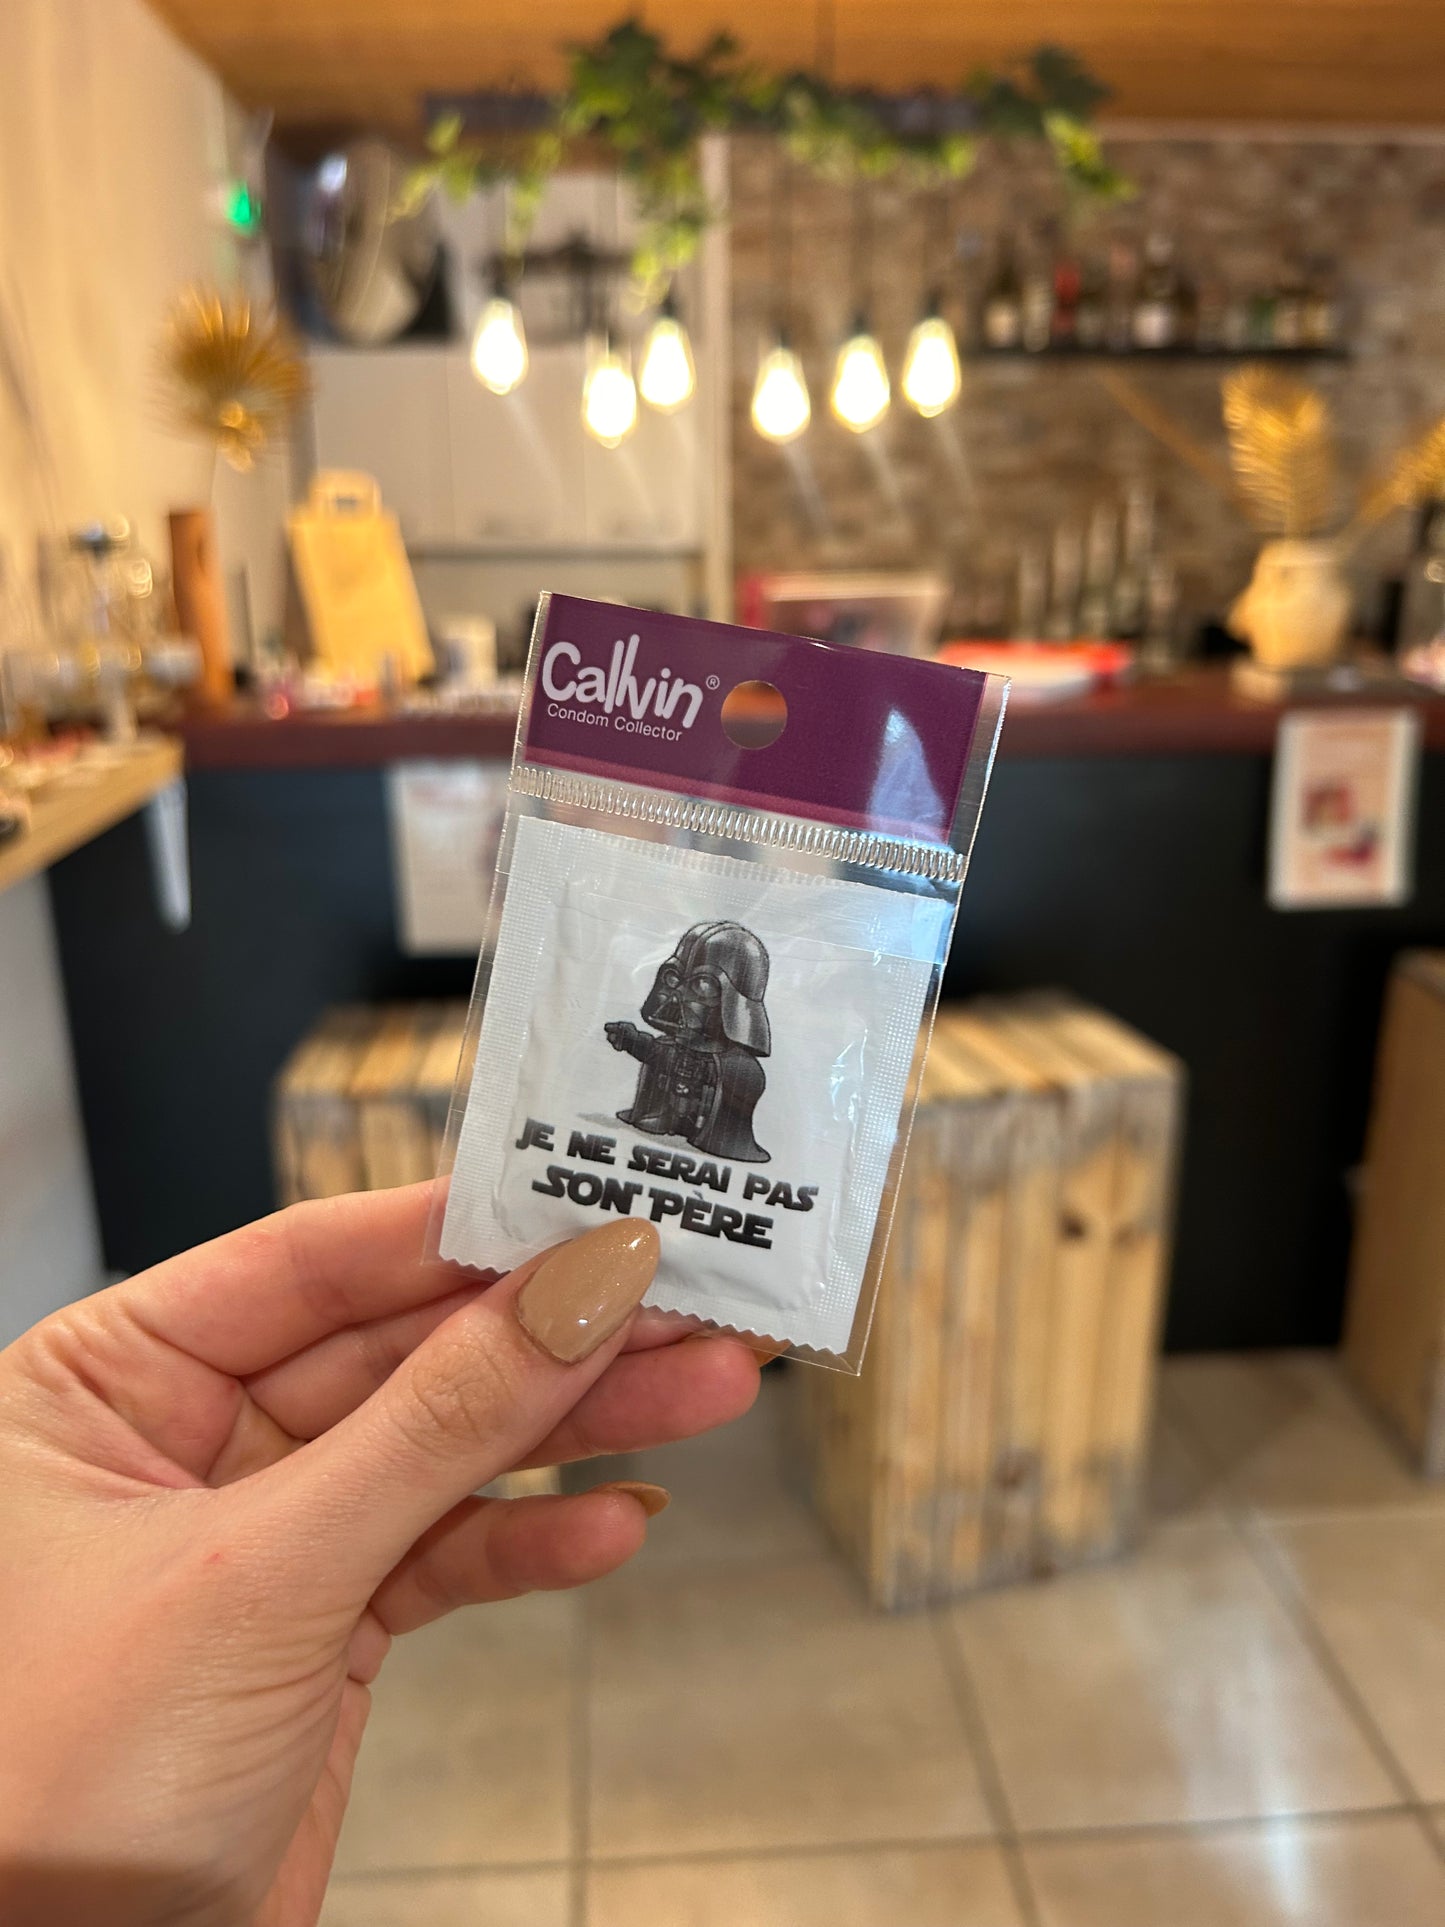 Callvin®
Condom Collector
JE NE SERAI PAS
SON PÈRE